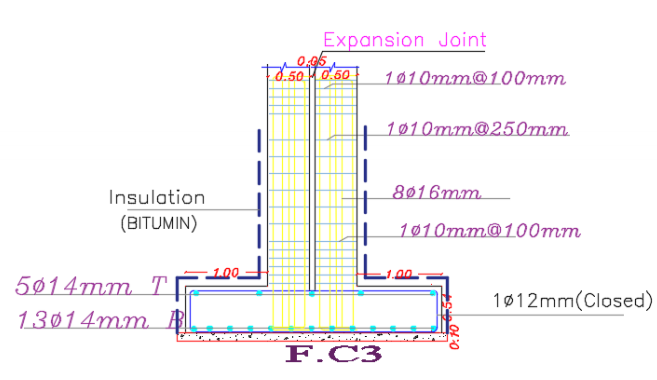 Expansion Joint
0.05
0.50 0.50
1ø10mm@100mm
1ø10mm@250mm
Insulation
(BITUMIN)
8ø16mm
1ø10mm@100mm
1.00 1.00
5ø14mm T
1ø12mm(Closed)
13ø14mm B
0.10
F.C3